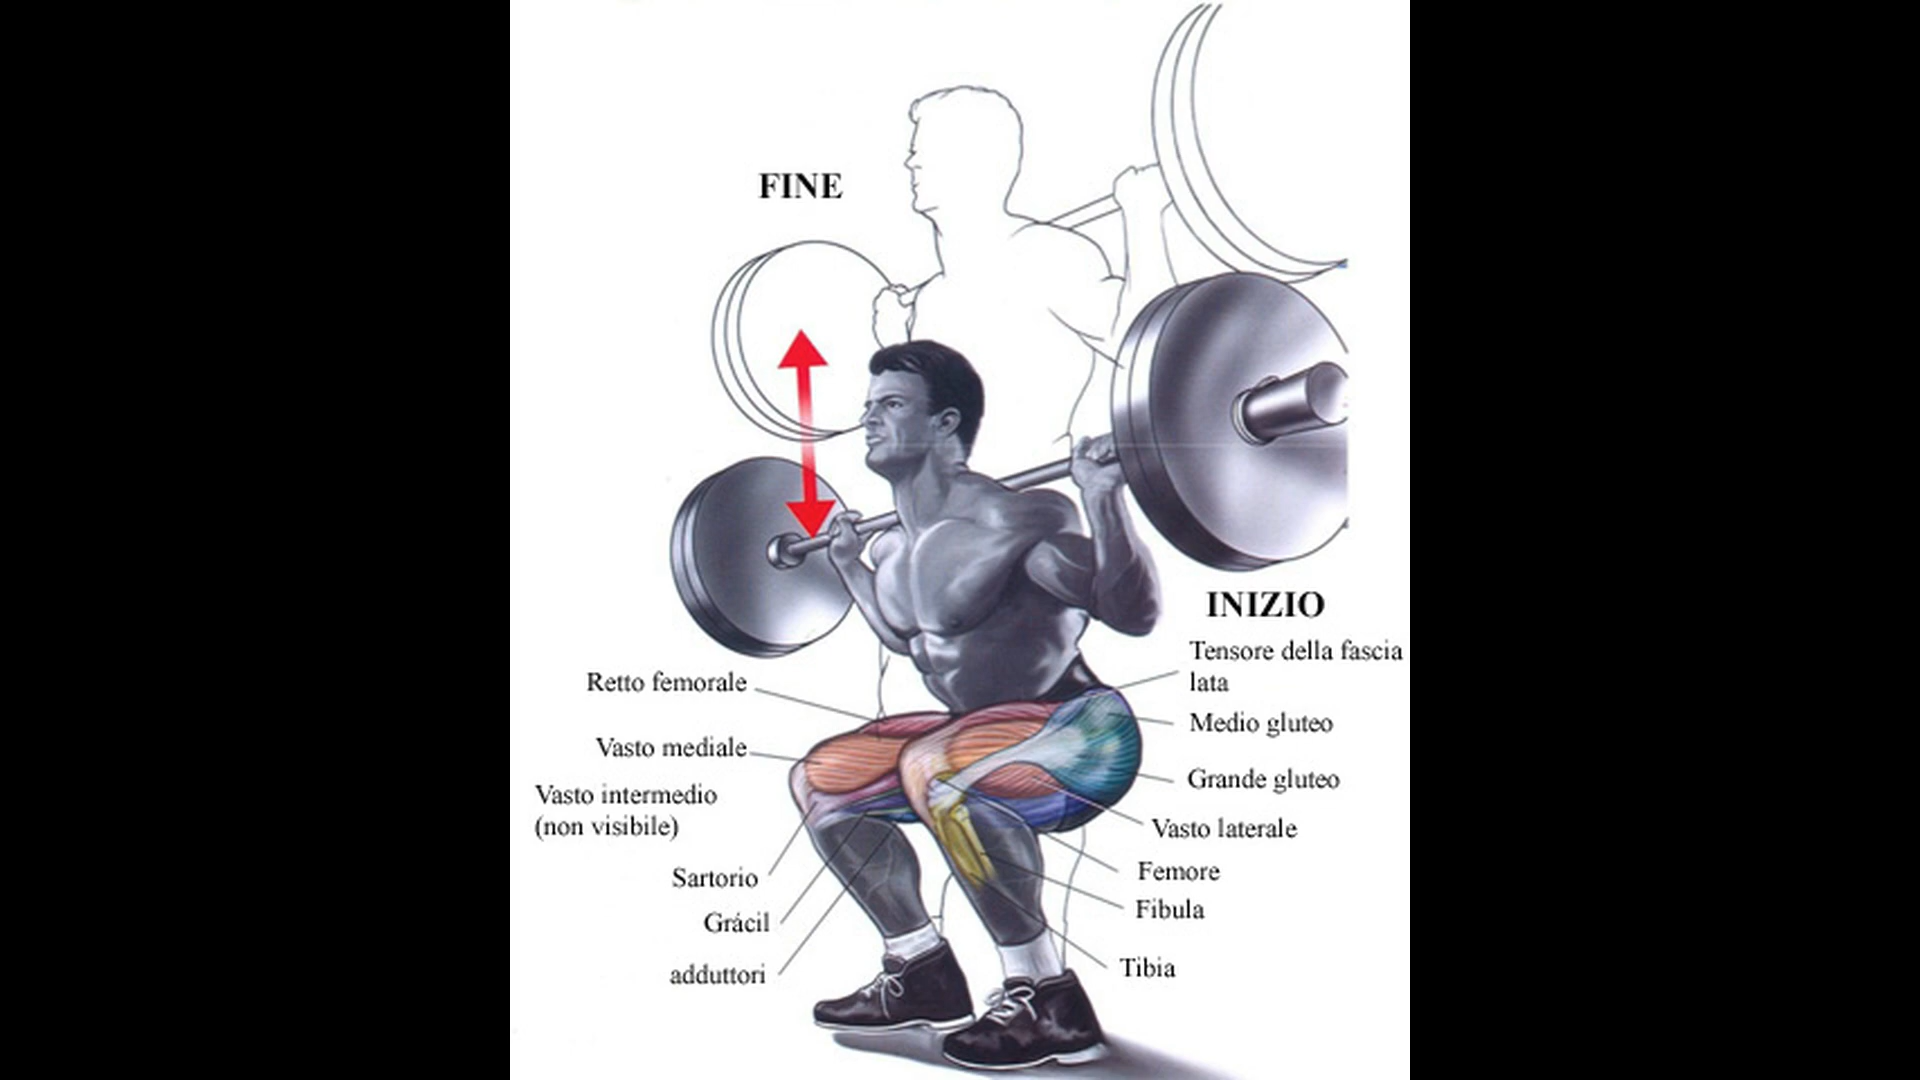 FINE
INIZIO
Tensore della fascia
lata
Retto femorale
Medio gluteo
Vasto mediale
Grande gluteo
Vasto intermedio
(non visibile)
Vasto laterale
Sartorio
Femore
Fibula
Grácil
adduttori
Tibia